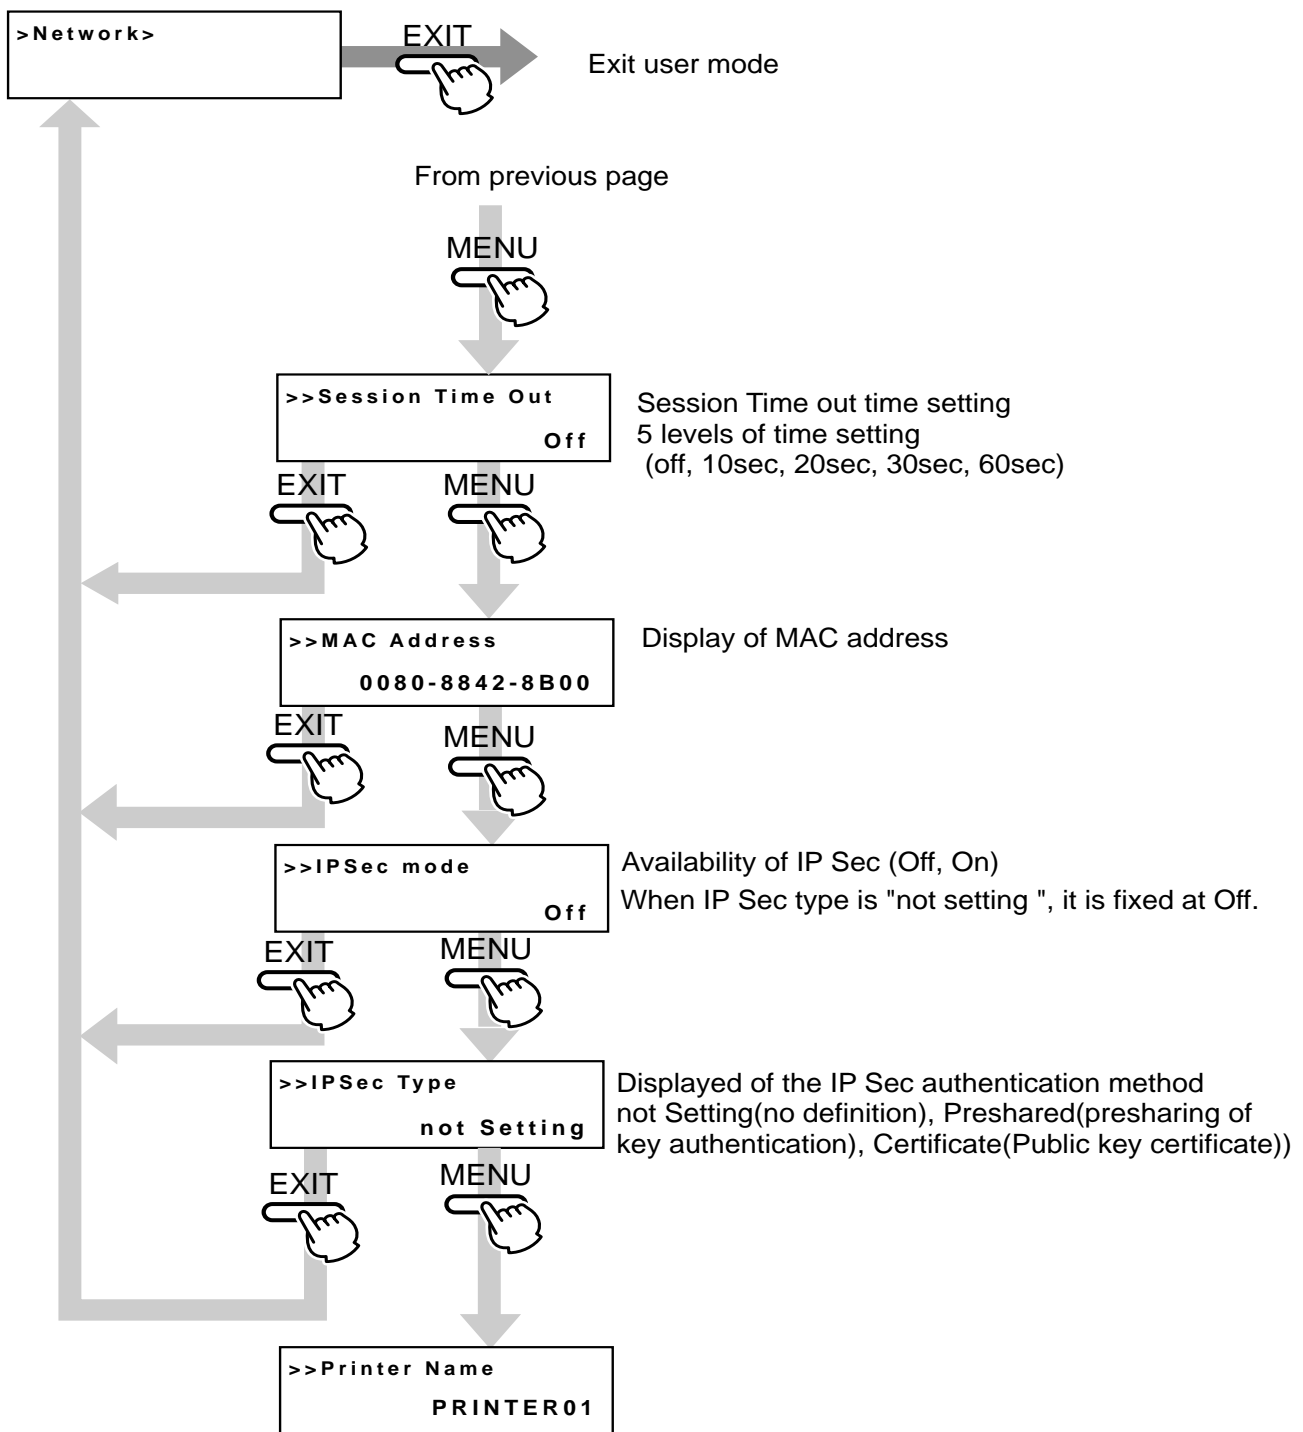 >Network>
EXIT
Exit user mode
From previous page
MENU
>>Session Time Out
Off
Session Time out time setting
5 levels of time setting
(off, 10sec, 20sec, 30sec, 60sec)
EXIT
MENU
>>MAC Address
0080-8842-8B00
Display of MAC address
EXIT
MENU
>>IPSec mode
Off
Availability of IP Sec (Off, On)
When IP Sec type is "not setting ", it is fixed at Off.
EXIT
MENU
>>IPSec Type
not Setting
Displayed of the IP Sec authentication method
not Setting(no definition), Preshared(presharing of
key authentication), Certificate(Public key certificate))
EXIT
MENU
>>Printer Name
PRINTER01